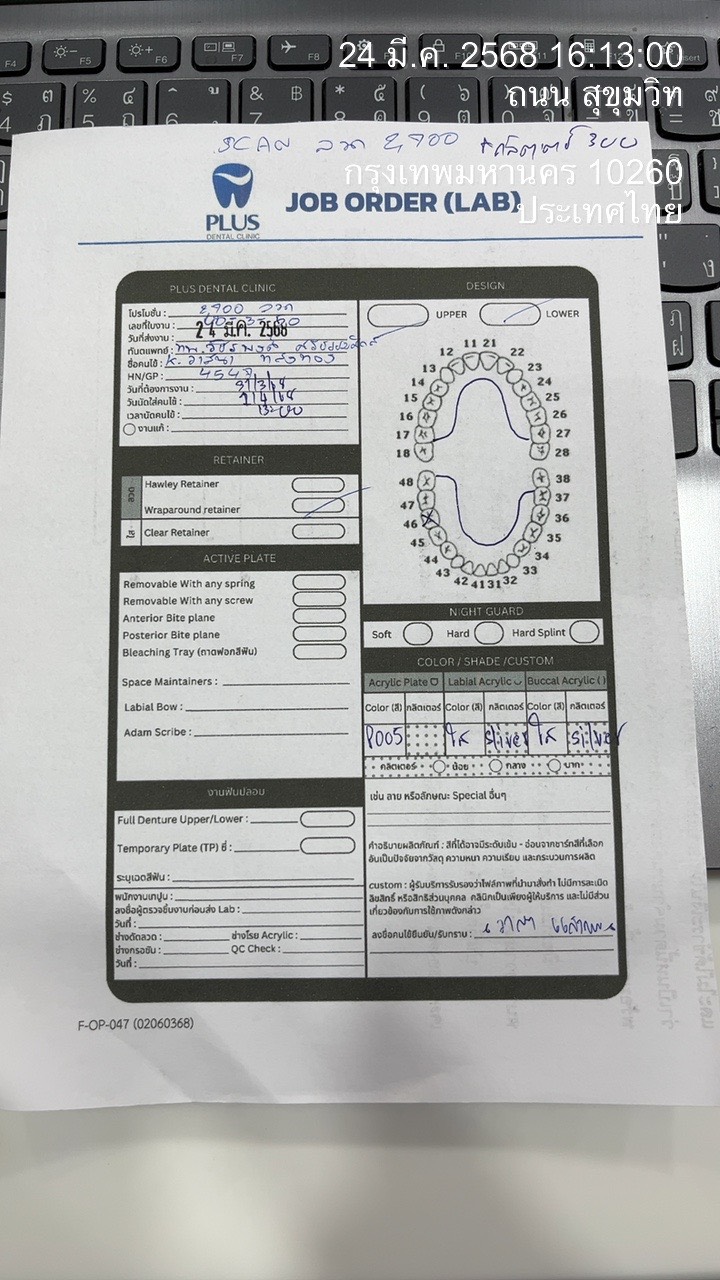 24 มี.ค. 2568 16.13:00
ถนน สุขุมวิท
กรุงเทพมหานคร 10260
ประเทศไทย
SCAN ลวด 2,900 +กลิตเตอร์ 300
PLUS
DENTAL CLINIC
JOB ORDER (LAB)
PLUS DENTAL CLINIC
โปรโมชั่น : 2,900 ลวด
เลขที่ใบงาน :
วันที่ส่งงาน : 24 มี.ค. 2568
ทันตแพทย์ : ทพ.
ชื่อคนไข้ : K. วาสนา
HN/GP :
วันที่ต้องการงาน : 31/3/68
วันนัดใส่คนไข้ : 2/4/68
เวลานัดคนไข้ : 13:00
งานแก้ :
RETAINER
ลวด
Hawley Retainer
Wraparound retainer
ใส
Clear Retainer
ACTIVE PLATE
Removable With any spring
Removable With any screw
Anterior Bite plane
Posterior Bite plane
Bleaching Tray (ถาดฟอกสีฟัน)
Space Maintainers :
Labial Bow :
Adam Scribe :
งานฟันปลอม
Full Denture Upper/Lower :
Temporary Plate (TP) ซี่ :
ระบุเฉดสีฟัน :
พนักงานเทปูน :
ลงชื่อผู้ตรวจชิ้นงานก่อนส่ง Lab :
วันที่ :
ช่างดัดลวด : ช่างโรย Acrylic :
ช่างกรอขัด : QC Check :
วันที่ :
DESIGN
UPPER LOWER
11 21
12 22
13 23
14 24
15 25
16 26
17 27
18 28
48 38
47 37
46 36
45 35
44 34
43 33
42 41 31 32
NIGHT GUARD
Soft Hard Hard Splint
COLOR / SHADE /CUSTOM
Acrylic Plate Labial Acrylic Buccal Acrylic ( )
Color (สี) กลิตเตอร์ Color (สี) กลิตเตอร์ Color (สี) กลิตเตอร์
P005 ใส sliver ใส silver
กลิตเตอร์ : น้อย กลาง มาก
เช่น ลาย หรือลักษณะ Special อื่นๆ
คำอธิบายผลิตภัณฑ์ : สีที่ได้อาจมีระดับเข้ม - อ่อนจากชาร์ทสีที่เลือก
อันเป็นปัจจัยจากวัสดุ ความหนา ความเรียบ และกระบวนการผลิต
custom : ผู้รับบริการรับรองว่าไฟล์ภาพที่นำมาสั่งทำ ไม่มีการละเมิด
ลิขสิทธิ์ หรือสิทธิส่วนบุคคล คลินิกเป็นเพียงผู้ให้บริการ และไม่มีส่วน
เกี่ยวข้องกับการใช้ภาพดังกล่าว
ลงชื่อคนไข้ยืนยัน/รับทราบ :
F-OP-047 (02060368)